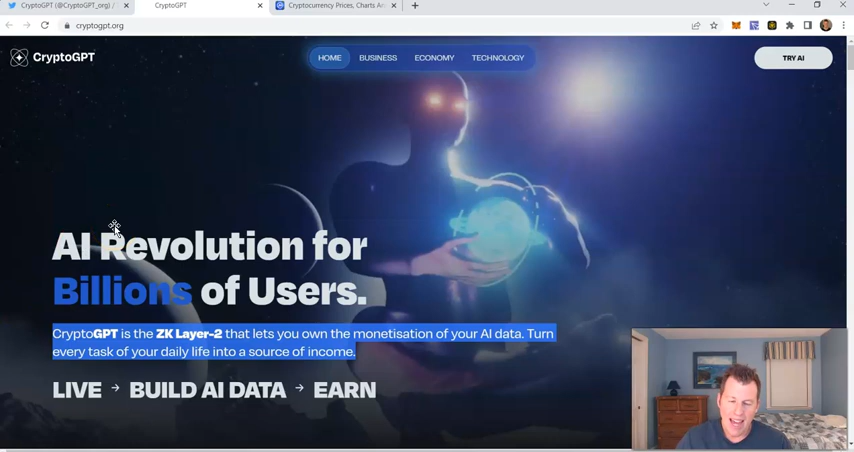 CryptoGPT (@CryptoGPT_org) /
CryptoGPT
Cryptocurrency Prices, Charts An
cryptogpt.org
CryptoGPT
HOME BUSINESS ECONOMY TECHNOLOGY
TRY AI
AI Revolution for
Billions of Users.
CryptoGPT is the ZK Layer-2 that lets you own the monetisation of your AI data. Turn
every task of your daily life into a source of income.
LIVE → BUILD AI DATA → EARN